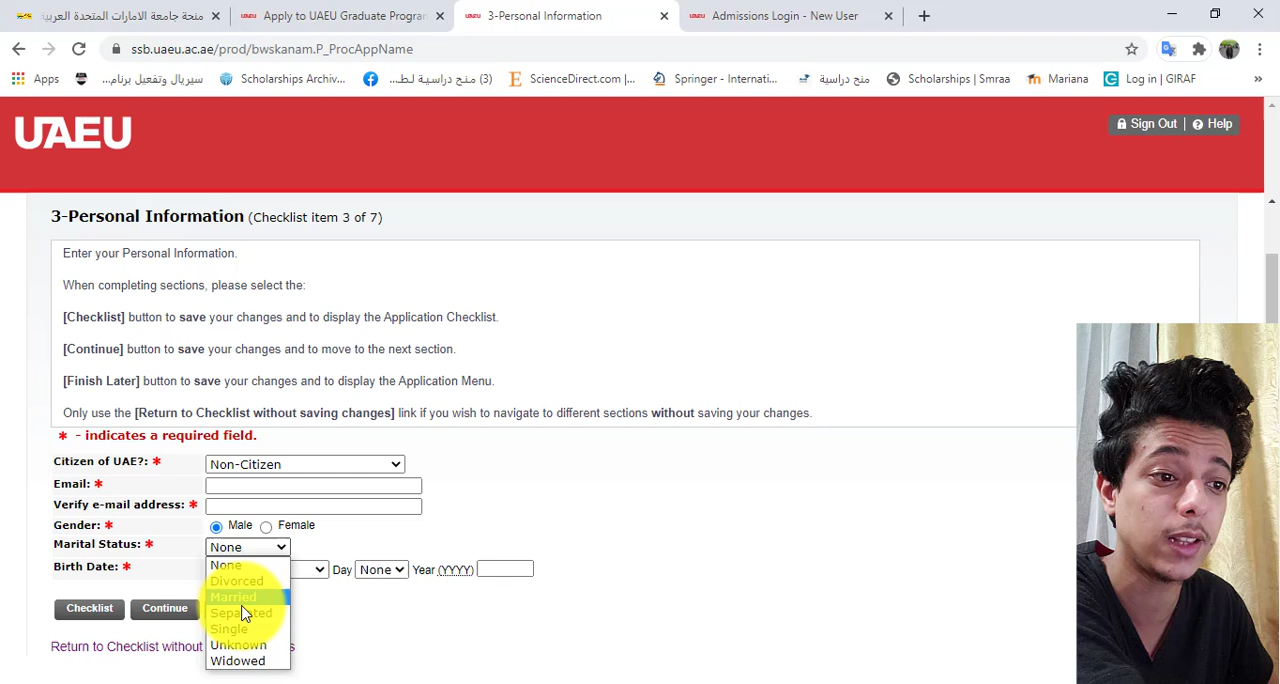 منحة جامعة الامارات المتحدة العربية
Apply to UAEU Graduate Program
3-Personal Information
Admissions Login - New User
ssb.uaeu.ac.ae/prod/bwskanam.P_ProcAppName
Apps
سيريال وتفعيل برنام...
Scholarships Archiv...
(3) منح دراسية لط...
ScienceDirect.com |...
Springer - Internati...
منح دراسية
Scholarships | Smraa
Mariana
Log in | GIRAF
»
UAEU
Sign Out | Help
3-Personal Information (Checklist item 3 of 7)
Enter your Personal Information.
When completing sections, please select the:
[Checklist] button to save your changes and to display the Application Checklist.
[Continue] button to save your changes and to move to the next section.
[Finish Later] button to save your changes and to display the Application Menu.
Only use the [Return to Checklist without saving changes] link if you wish to navigate to different sections without saving your changes.
* - indicates a required field.
Citizen of UAE?: * Non-Citizen
Email: *
Verify e-mail address: *
Gender: * Male Female
Marital Status: * None
None
Birth Date: * Day None Year (YYYY)
Divorced
Married
Checklist Continue
Separated
Single
Return to Checklist without
Unknown
Widowed